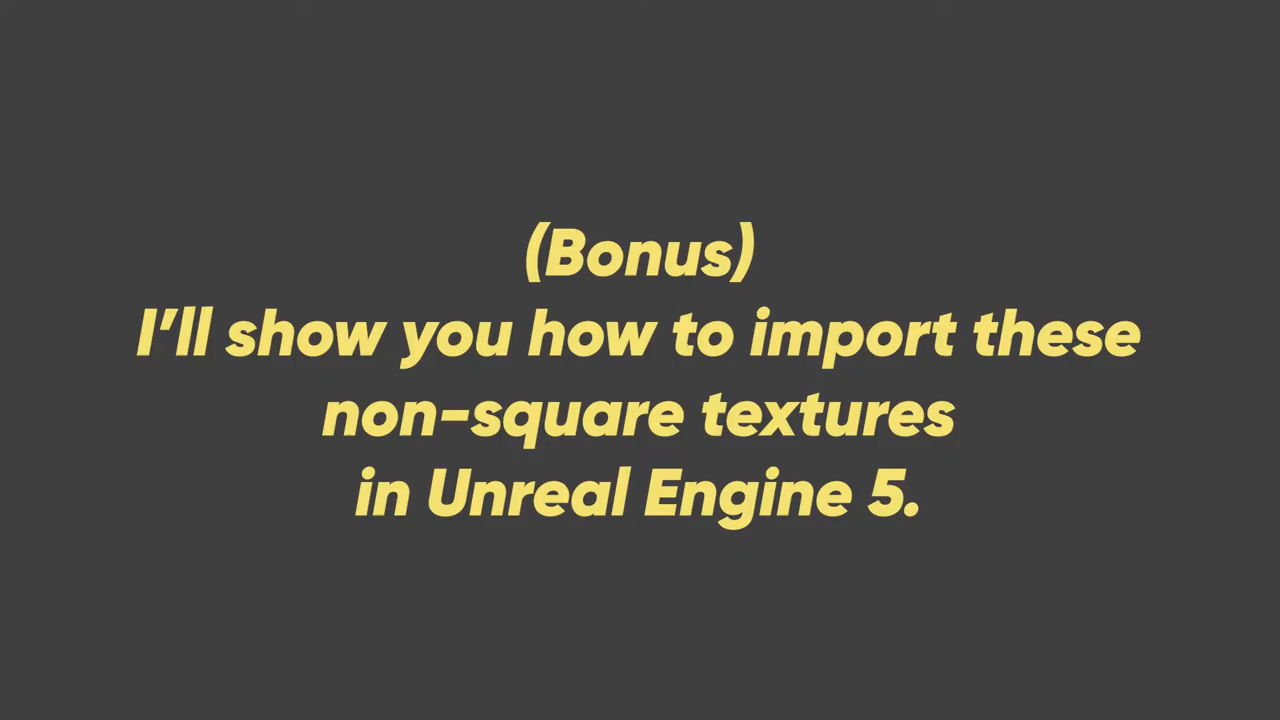 (Bonus)
I’ll show you how to import these
non-square textures
in Unreal Engine 5.